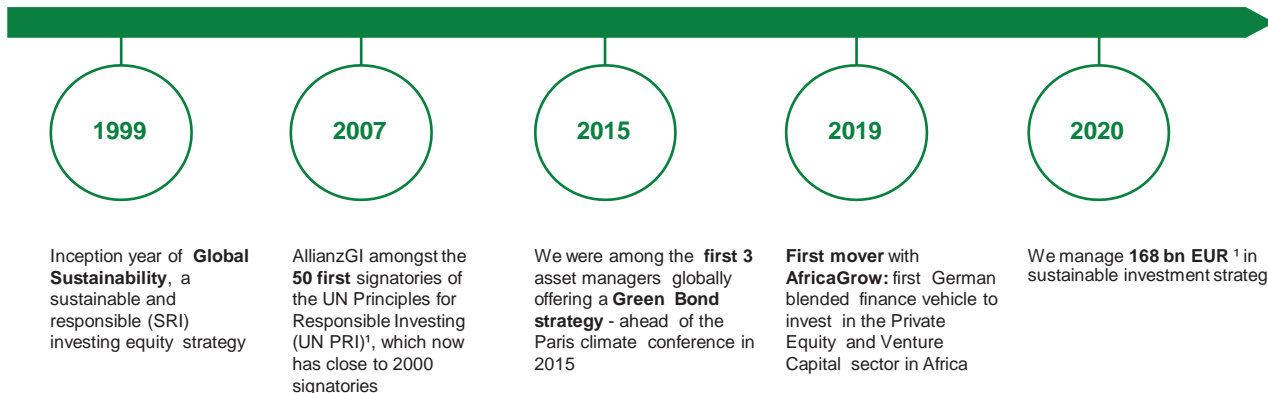 1999
2007
2015
2019
2020
Inception year of Global
Sustainability, a
sustainable and
responsible (SRI)
investing equity strategy
AllianzGI amongst the
50 first signatories of
the UN Principles for
Responsible Investing
(UN PRI)¹, which now
has close to 2000
signatories
We were among the first 3
asset managers globally
offering a Green Bond
strategy - ahead of the
Paris climate conference in
2015
First mover with
AfricaGrow: first German
blended finance vehicle to
invest in the Private
Equity and Venture
Capital sector in Africa
We manage 168 bn EUR ¹ in
sustainable investment strateg